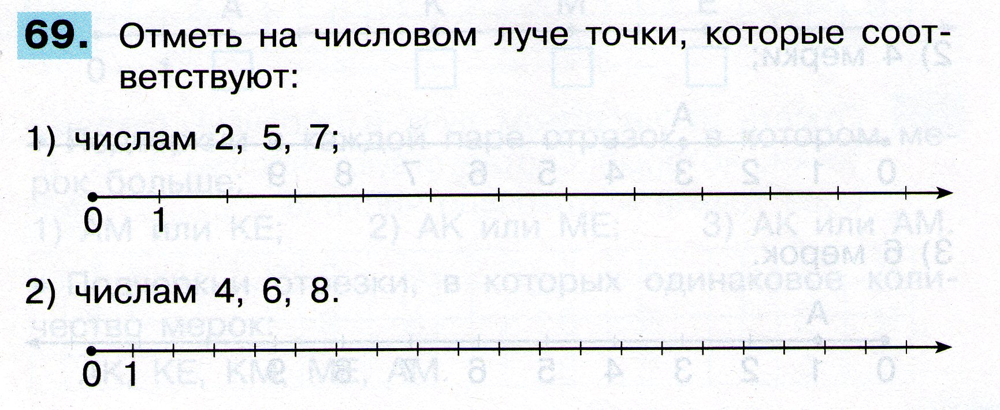 69. Отметь на числовом луче точки, которые соот-
ветствуют:
1) числам 2, 5, 7;
0 1
2) числам 4, 6, 8.
0 1